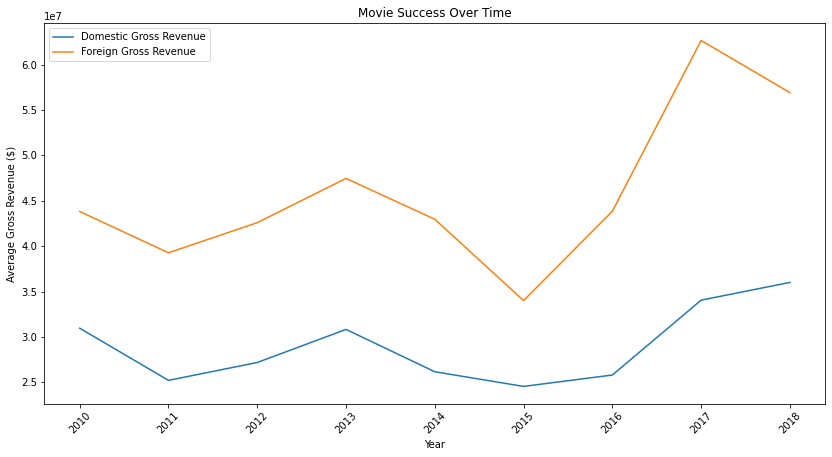 Movie Success Over Time
1e7
Domestic Gross Revenue
Foreign Gross Revenue
6.0
5.5
5.0
4.5
4.0
3.5
3.0
2.5
Average Gross Revenue ($)
2010 2011 2012 2013 2014 2015 2016 2017 2018
Year